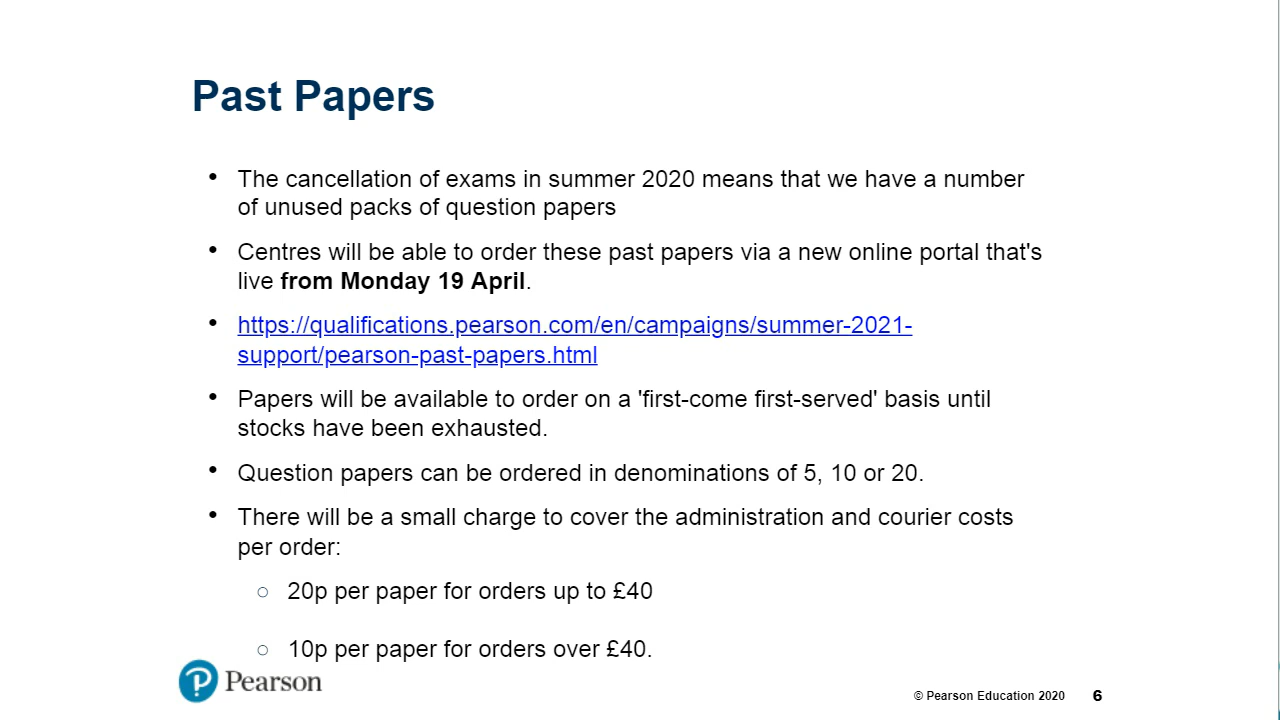 Past Papers
• The cancellation of exams in summer 2020 means that we have a number
of unused packs of question papers
• Centres will be able to order these past papers via a new online portal that's
live from Monday 19 April.
• https://qualifications.pearson.com/en/campaigns/summer-2021-
support/pearson-past-papers.html
• Papers will be available to order on a 'first-come first-served' basis until
stocks have been exhausted.
• Question papers can be ordered in denominations of 5, 10 or 20.
• There will be a small charge to cover the administration and courier costs
per order:
○ 20p per paper for orders up to £40
○ 10p per paper for orders over £40.
Pearson
© Pearson Education 2020 6